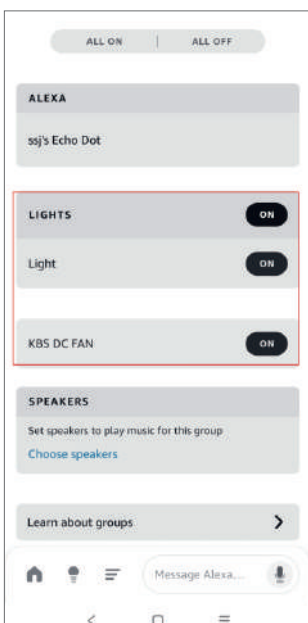 ALL ON | ALL OFF
ALEXA
ssj's Echo Dot
LIGHTS ON
Light ON
KBS DC FAN ON
SPEAKERS
Set speakers to play music for this group
Choose speakers
Learn about groups
Message Alexa...